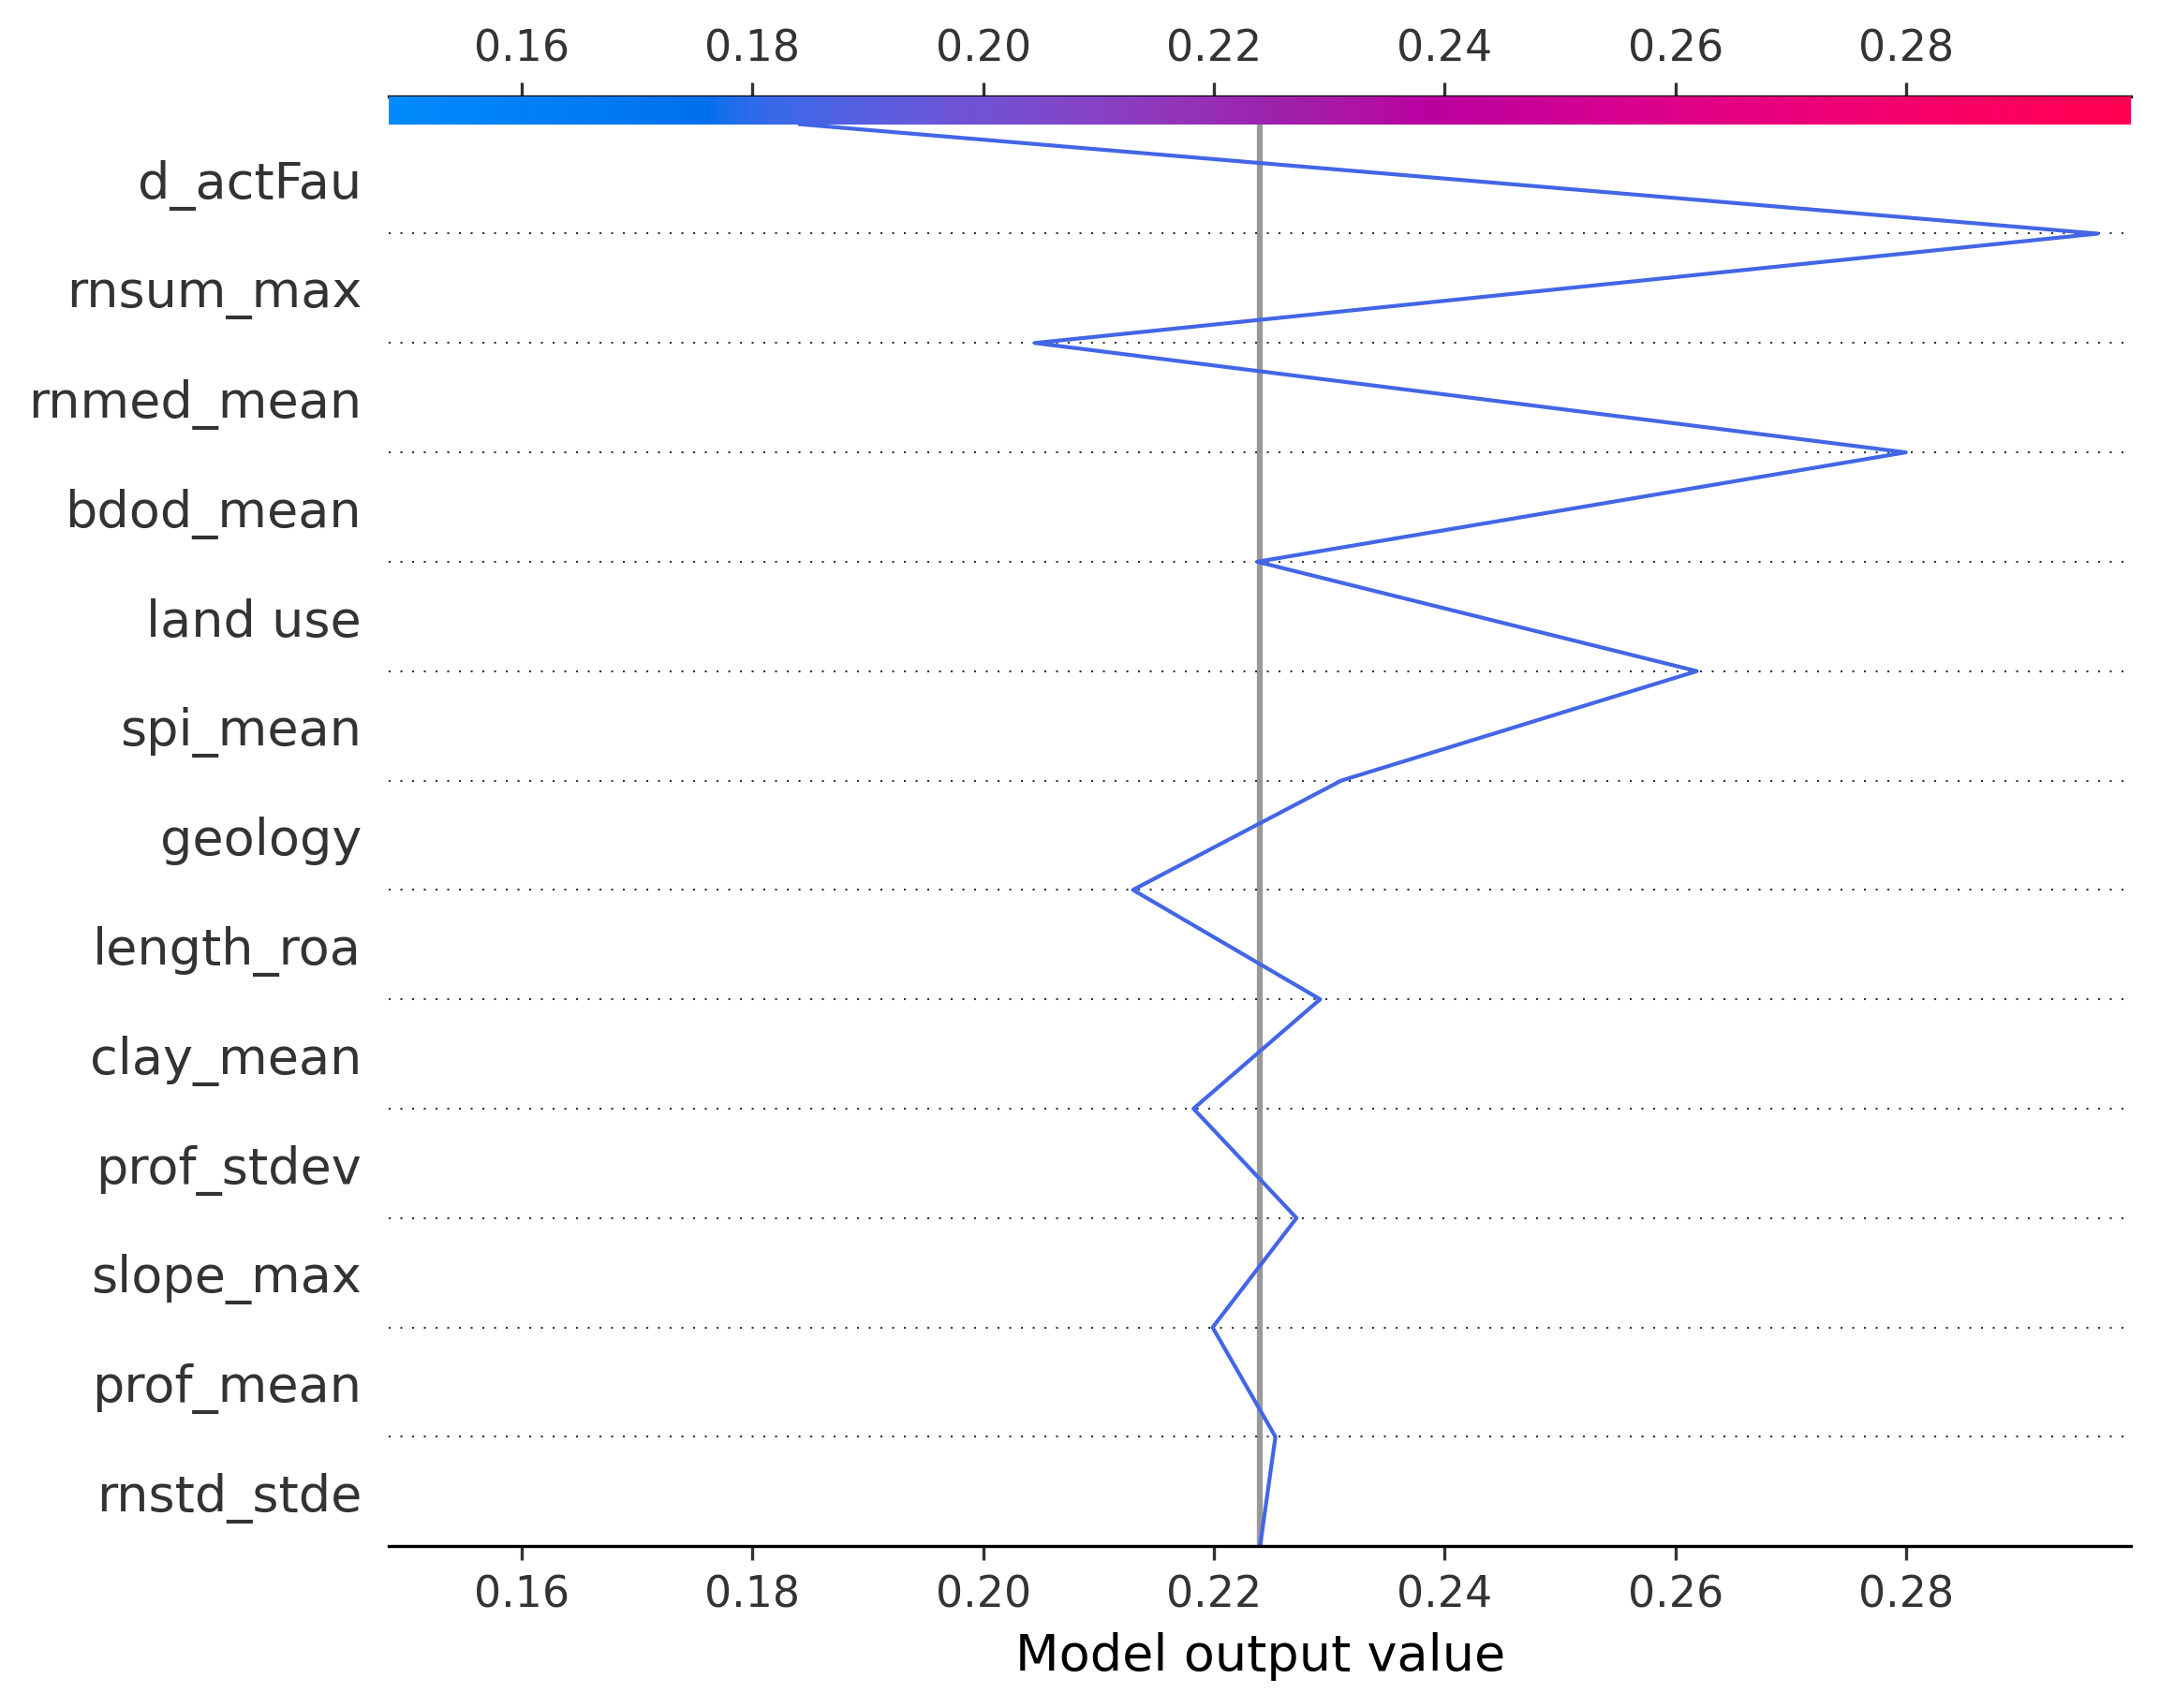 0.16 0.18 0.20 0.22 0.24 0.26 0.28
d_actFau
rnsum_max
rnmed_mean
bdod_mean
land use
spi_mean
geology
length_roa
clay_mean
prof_stdev
slope_max
prof_mean
rnstd_stde
0.16 0.18 0.20 0.22 0.24 0.26 0.28
Model output value